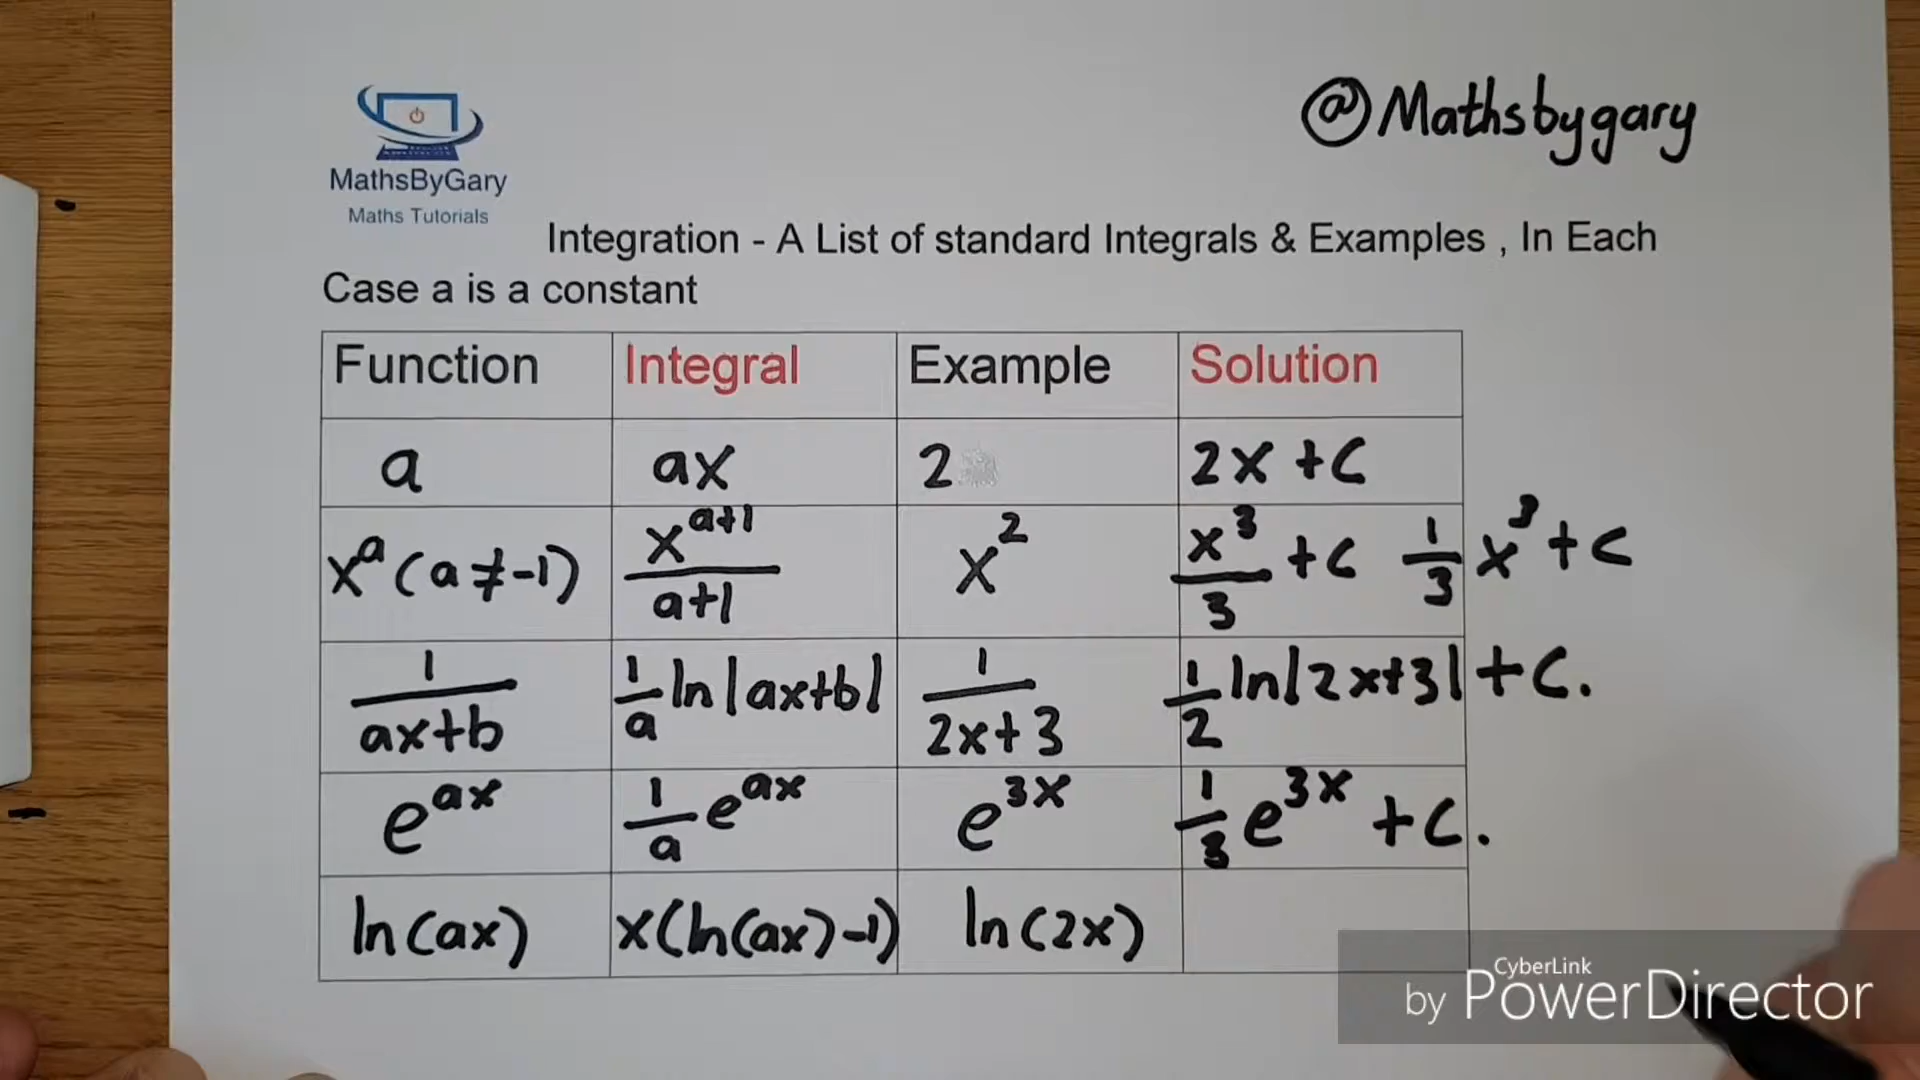 @Mathsbygary
MathsByGary
Maths Tutorials
Integration - A List of standard Integrals & Examples , In Each
Case a is a constant
Function Integral Example Solution
a ax 2 2x +C
x^a (a≠-1) x^(a+1)/(a+1) x^2 x^3/3 +C 1/3 x^3 +C
1/(ax+b) 1/a ln|ax+b| 1/(2x+3) 1/2 ln|2x+3| +C.
e^(ax) 1/a e^(ax) e^(3x) 1/3 e^(3x) +C.
ln(ax) x(ln(ax)-1) ln(2x)
CyberLink
by PowerDirector